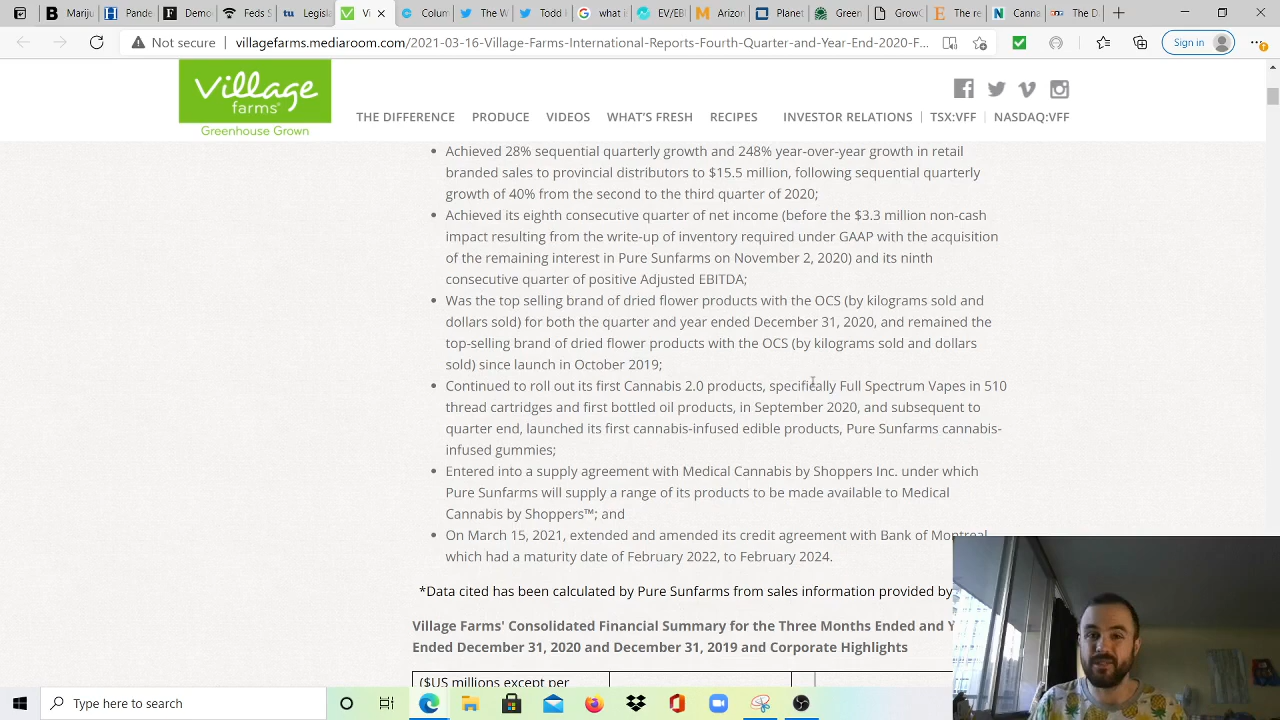 Mariju
Vi
Colum
The Tw
Todd
what i
EV/EB
Arizo
Planet
Growt
The re
Canna
The D
Not secure
villagefarms.mediaroom.com/2021-03-16-Village-Farms-International-Reports-Fourth-Quarter-and-Year-End-2020-F...
Sign in
Village
farms®
Greenhouse Grown
THE DIFFERENCE PRODUCE VIDEOS WHAT'S FRESH RECIPES INVESTOR RELATIONS TSX:VFF NASDAQ:VFF
• Achieved 28% sequential quarterly growth and 248% year-over-year growth in retail
branded sales to provincial distributors to $15.5 million, following sequential quarterly
growth of 40% from the second to the third quarter of 2020;
• Achieved its eighth consecutive quarter of net income (before the $3.3 million non-cash
impact resulting from the write-up of inventory required under GAAP with the acquisition
of the remaining interest in Pure Sunfarms on November 2, 2020) and its ninth
consecutive quarter of positive Adjusted EBITDA;
• Was the top selling brand of dried flower products with the OCS (by kilograms sold and
dollars sold) for both the quarter and year ended December 31, 2020, and remained the
top-selling brand of dried flower products with the OCS (by kilograms sold and dollars
sold) since launch in October 2019;
• Continued to roll out its first Cannabis 2.0 products, specifically Full Spectrum Vapes in 510
thread cartridges and first bottled oil products, in September 2020, and subsequent to
quarter end, launched its first cannabis-infused edible products, Pure Sunfarms cannabis-
infused gummies;
• Entered into a supply agreement with Medical Cannabis by Shoppers Inc. under which
Pure Sunfarms will supply a range of its products to be made available to Medical
Cannabis by Shoppers™; and
• On March 15, 2021, extended and amended its credit agreement with Bank of Montreal
which had a maturity date of February 2022, to February 2024.
*Data cited has been calculated by Pure Sunfarms from sales information provided by
Village Farms' Consolidated Financial Summary for the Three Months Ended and Y
Ended December 31, 2020 and December 31, 2019 and Corporate Highlights
($US millions except per
Type here to search